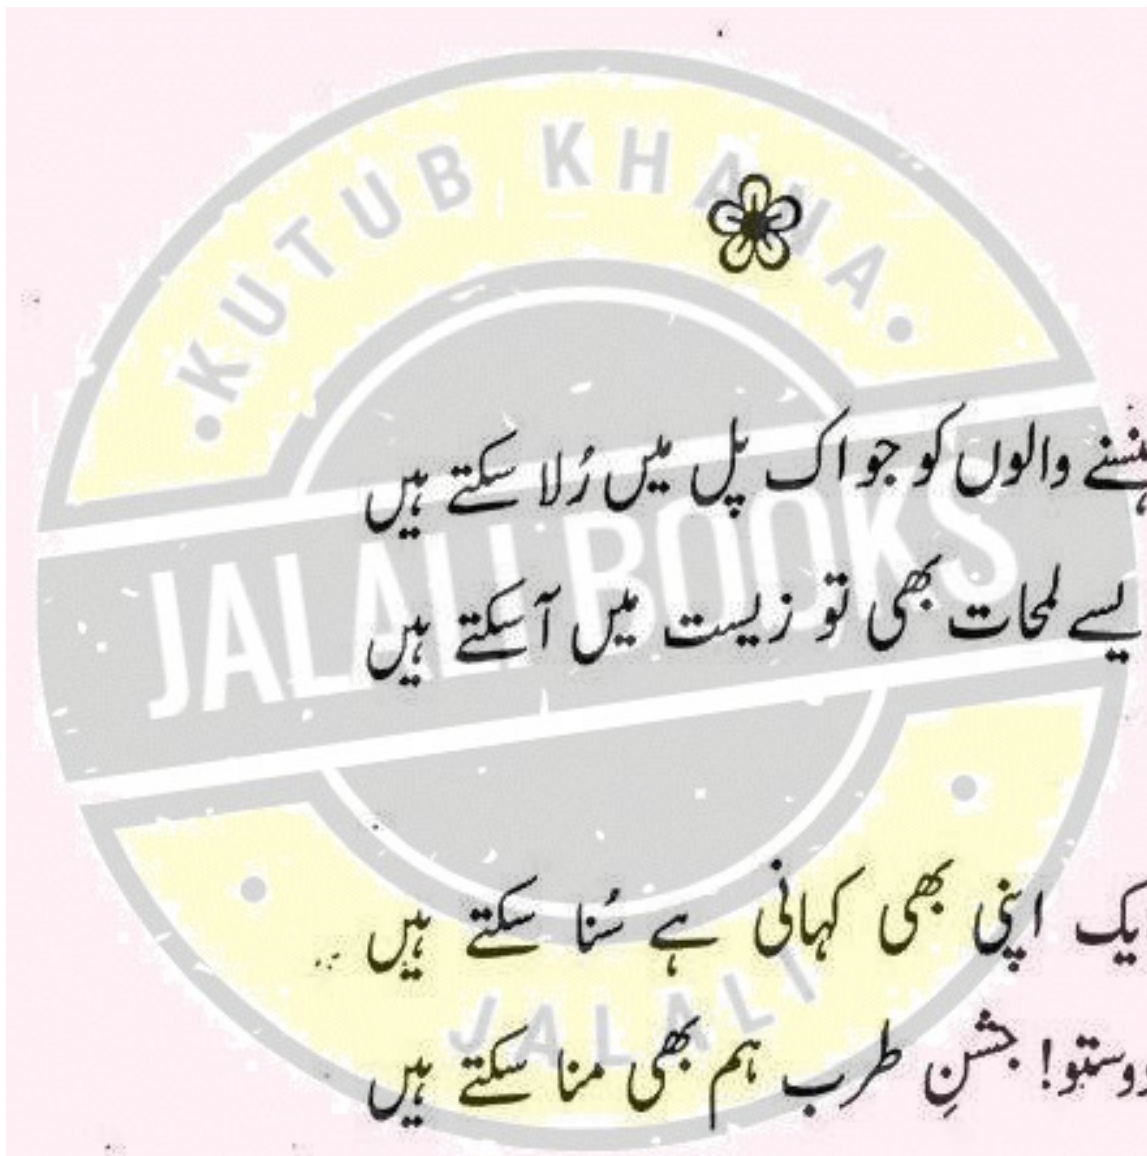 KUTUB KHANA
ہنسنے والوں کو جو اک پل میں رُلا سکتے ہیں
JALALI BOOKS
یسے لمحات بھی تو زیست میں آ سکتے ہیں
یک اپنی بھی کہانی ہے سُنا سکتے ہیں
JALALI
وستو! جشنِ طرب ہم بھی منا سکتے ہیں